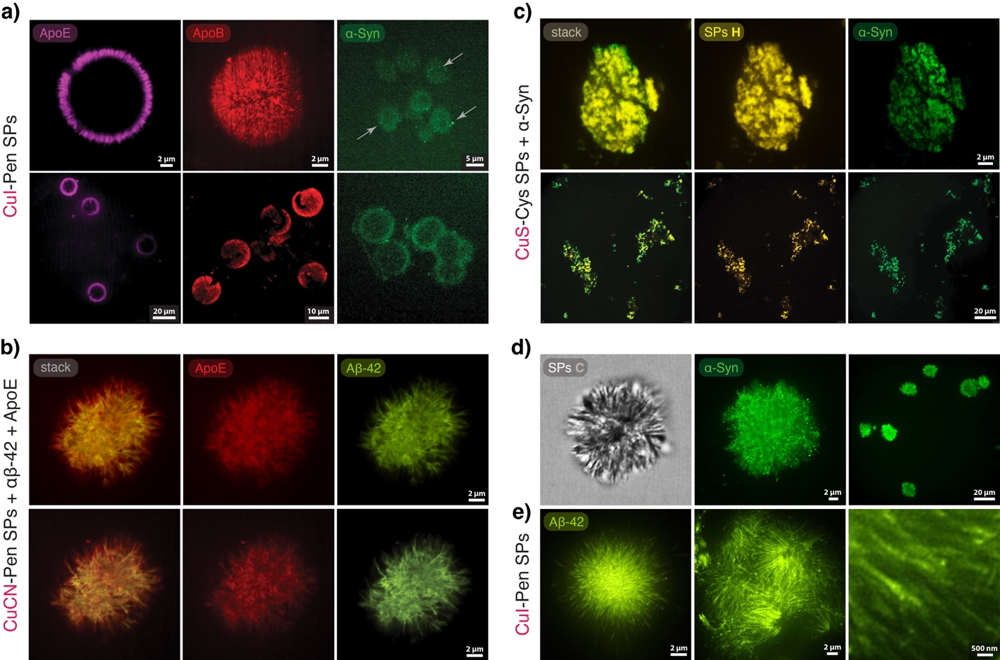 a)
ApoE
ApoB
α-Syn
2 µm
2 µm
5 µm
CuI-Pen SPs
20 µm
10 µm
b)
stack
ApoE
Aβ-42
2 µm
CuCN-Pen SPs + αβ-42 + ApoE
2 µm
c)
stack
SPs H
α-Syn
2 µm
CuS-Cys SPs + α-Syn
20 µm
d)
SPs C
α-Syn
2 µm
20 µm
e)
Aβ-42
CuI-Pen SPs
2 µm
2 µm
500 nm